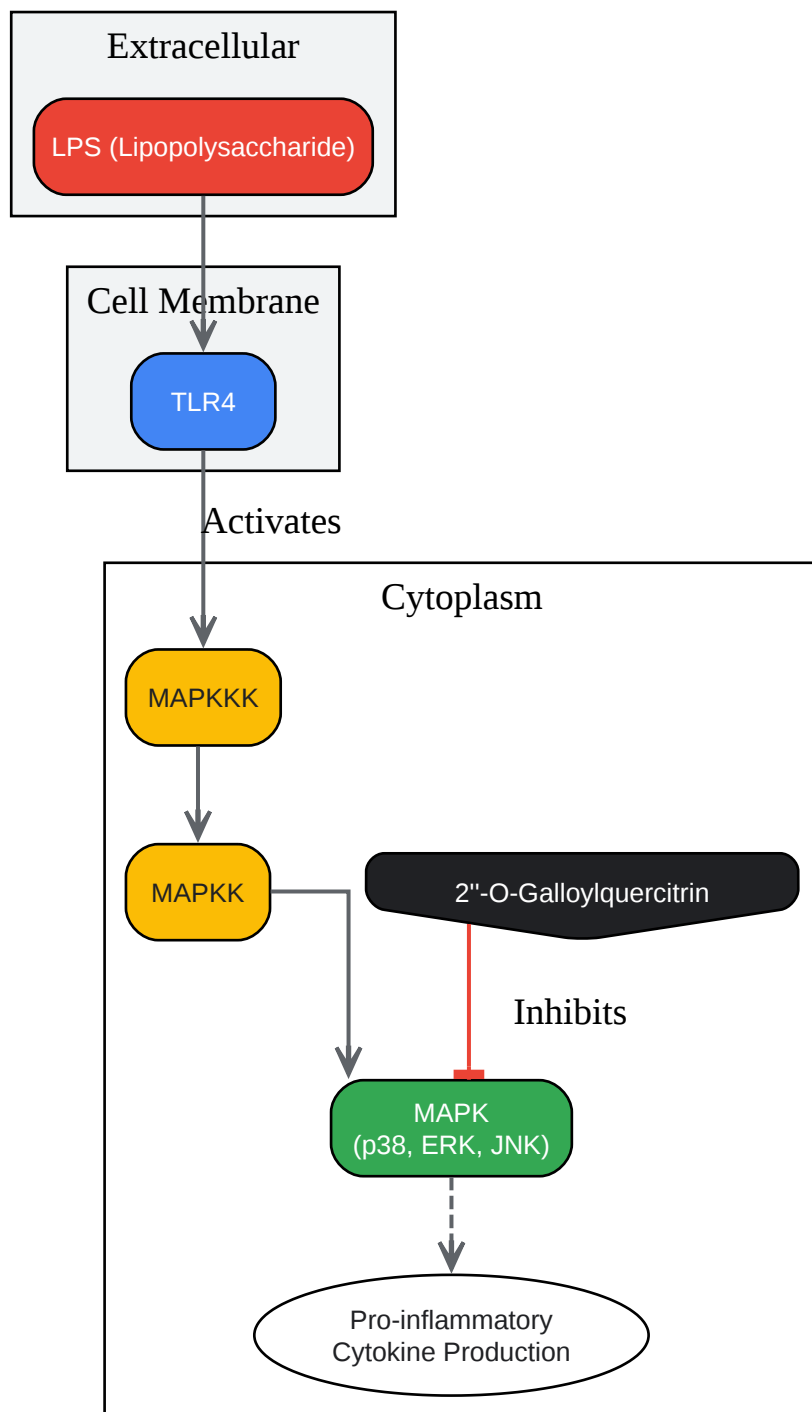 Extracellular
LPS (Lipopolysaccharide)
Cell Membrane
TLR4
Activates
Cytoplasm
MAPKKK
MAPKK
2''-O-Galloylquercitrin
Inhibits
MAPK
(p38, ERK, JNK)
Pro-inflammatory
Cytokine Production